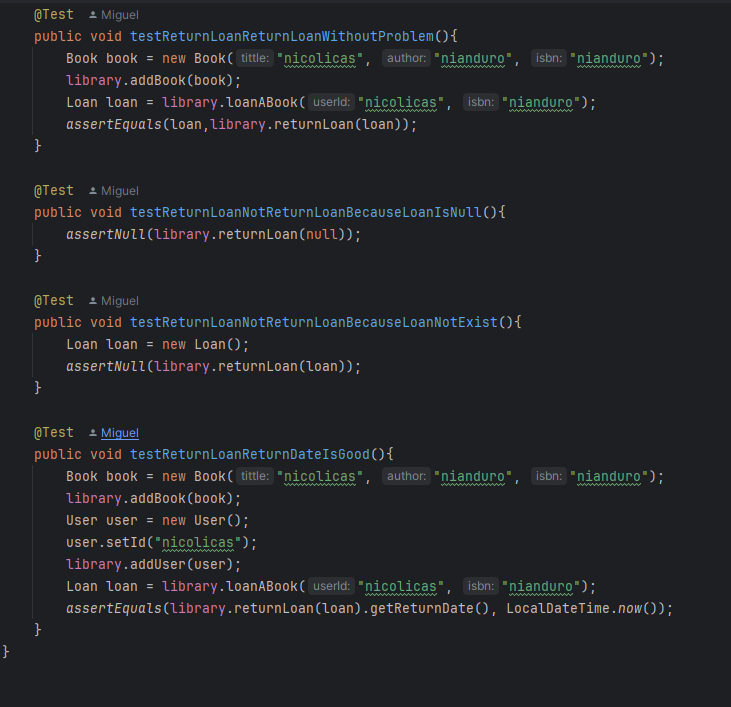 @Test Miguel
public void testReturnLoanReturnLoanWithoutProblem(){
Book book = new Book( tittle: "nicolicas", author: "nianduro", isbn: "nianduro");
library.addBook(book);
Loan loan = library.loanABook( userId: "nicolicas", isbn: "nianduro");
assertEquals(loan,library.returnLoan(loan));
}
@Test Miguel
public void testReturnLoanNotReturnLoanBecauseLoanIsNull(){
assertNull(library.returnLoan(null));
}
@Test Miguel
public void testReturnLoanNotReturnLoanBecauseLoanNotExist(){
Loan loan = new Loan();
assertNull(library.returnLoan(loan));
}
@Test Miguel
public void testReturnLoanReturnDateIsGood(){
Book book = new Book( tittle: "nicolicas", author: "nianduro", isbn: "nianduro");
library.addBook(book);
User user = new User();
user.setId("nicolicas");
library.addUser(user);
Loan loan = library.loanABook( userId: "nicolicas", isbn: "nianduro");
assertEquals(library.returnLoan(loan).getReturnDate(), LocalDateTime.now());
}
}